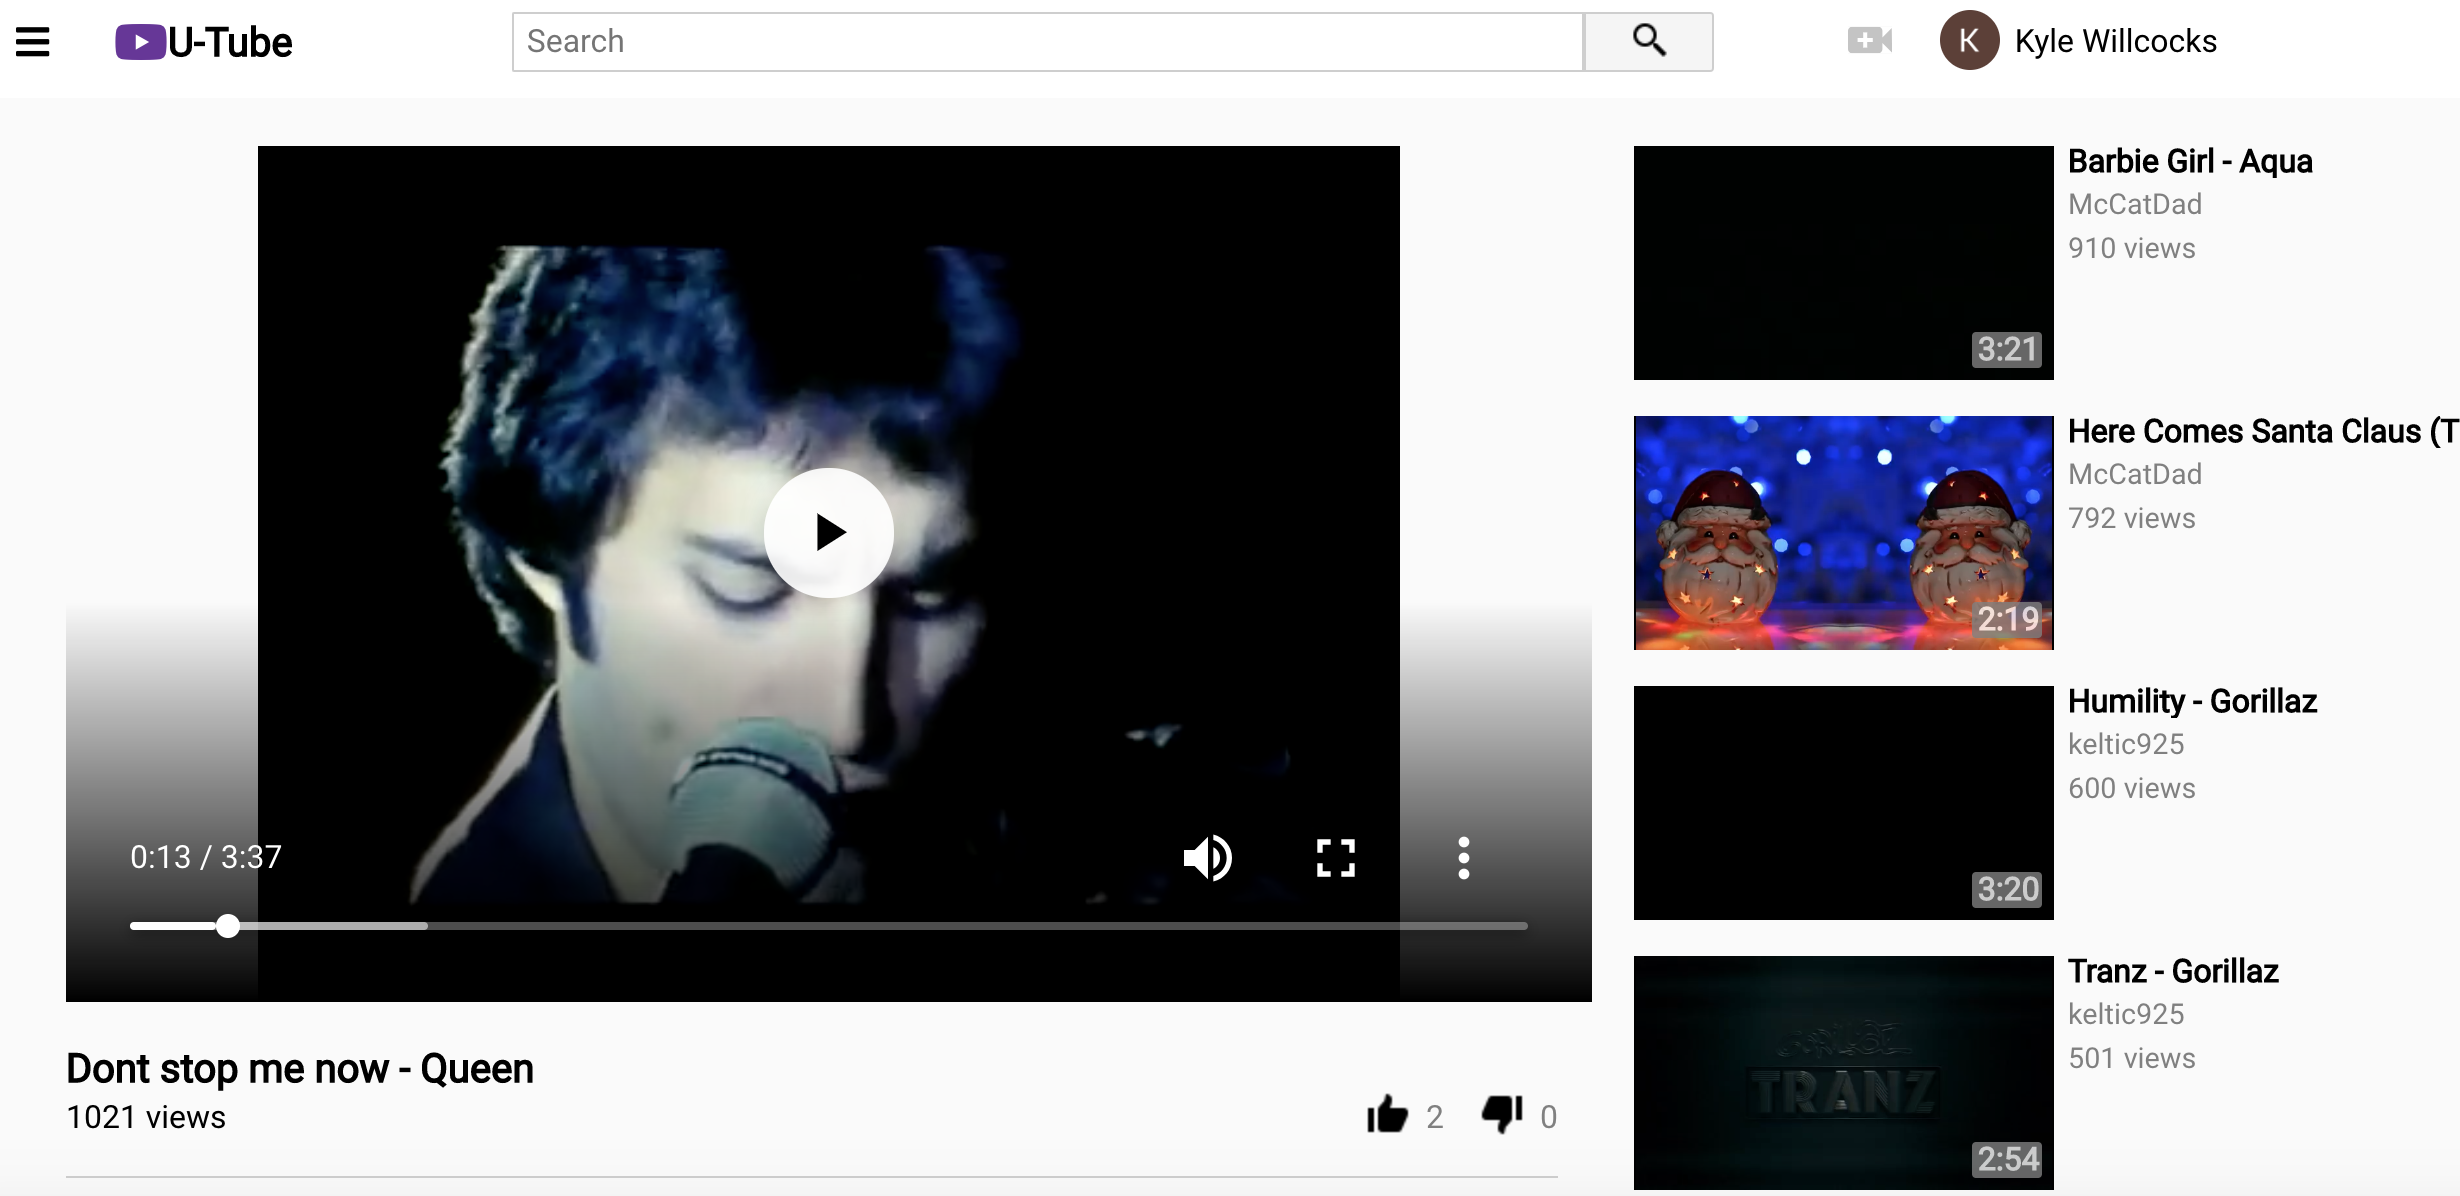 U-Tube
Search
K
Kyle Willcocks
0:13 / 3:37
Dont stop me now - Queen
1021 views
2
0
3:21
Barbie Girl - Aqua
McCatDad
910 views
2:19
Here Comes Santa Claus (T
McCatDad
792 views
3:20
Humility - Gorillaz
keltic925
600 views
TRANZ
2:54
Tranz - Gorillaz
keltic925
501 views